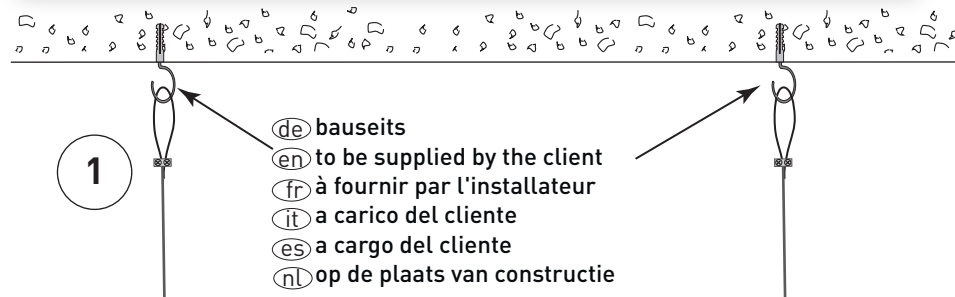 1
de bauseits
en to be supplied by the client
fr à fournir par l'installateur
it a carico del cliente
es a cargo del cliente
nl op de plaats van constructie